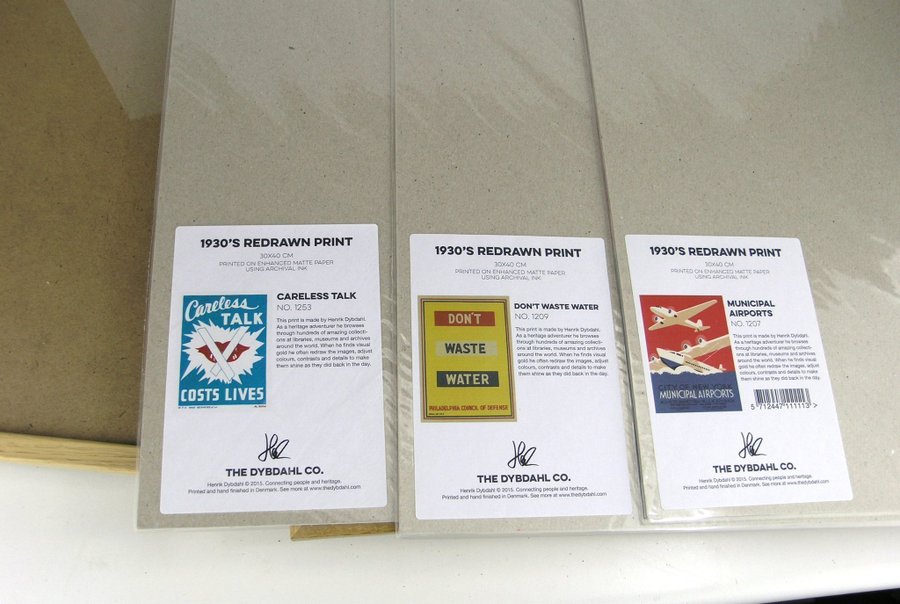 1930'S REDRAWN PRINT
30X40 CM
PRINTED ON ENHANCED MATTE PAPER
USING ARCHIVAL INK
Careless
TALK
COSTS LIVES
CARELESS TALK
NO. 1253
This print is made by Henrik Dybdahl.
As a heritage adventurer he browses
through hundreds of amazing collecti-
ons at libraries, museums and archives
around the world. When he finds visual
gold he often redraw the images, adjust
colours, contrasts and details to make
them shine as they did back in the day.
THE DYBDAHL CO.
Henrik Dybdahl © 2015. Connecting people and heritage.
Printed and hand finished in Denmark. See more at www.thedybdahl.com
1930'S REDRAWN PRINT
30X40 CM
PRINTED ON ENHANCED MATTE PAPER
USING ARCHIVAL INK
DON'T
WASTE
WATER
PHILADELPHIA COUNCIL OF DEFENSE
DON'T WASTE WATER
NO. 1209
This print is made by Henrik Dybdahl.
As a heritage adventurer he browses
through hundreds of amazing collecti-
ons at libraries, museums and archives
around the world. When he finds visual
gold he often redraw the images, adjust
colours, contrasts and details to make
them shine as they did back in the day.
THE DYBDAHL CO.
Henrik Dybdahl © 2015. Connecting people and heritage.
Printed and hand finished in Denmark. See more at www.thedybdahl.com
1930'S REDRAWN PRINT
30X40 CM
PRINTED ON ENHANCED MATTE PAPER
USING ARCHIVAL INK
CITY OF NEW YORK
MUNICIPAL AIRPORTS
MUNICIPAL
AIRPORTS
NO. 1207
This print is made by Henrik Dybdahl.
As a heritage adventurer he browses
through hundreds of amazing collecti-
ons at libraries, museums and archives
around the world. When he finds visual
gold he often redraw the images, adjust
colours, contrasts and details to make
them shine as they did back in the day.
5 712447 111113 >
THE DYBDAHL CO.
Henrik Dybdahl © 2015. Connecting people and heritage.
Printed and hand finished in Denmark. See more at www.thedybdahl.com